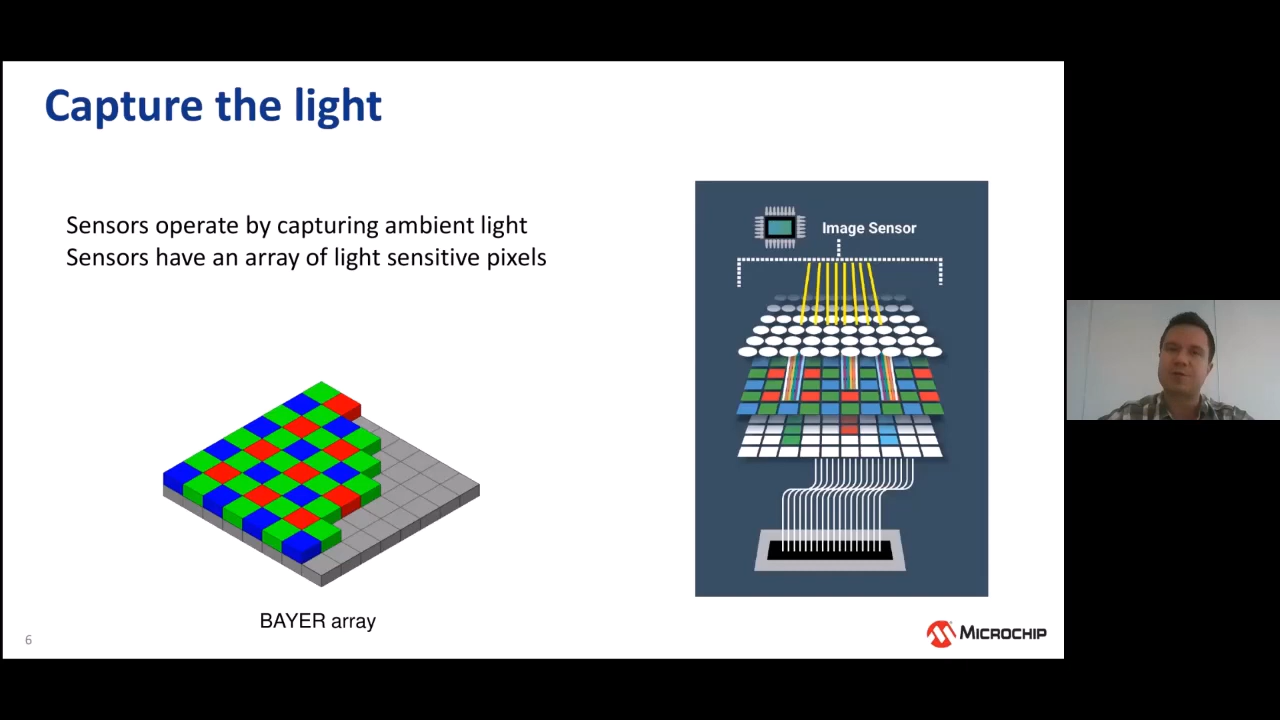 Capture the light
Sensors operate by capturing ambient light
Sensors have an array of light sensitive pixels
Image Sensor
BAYER array
6
MICROCHIP